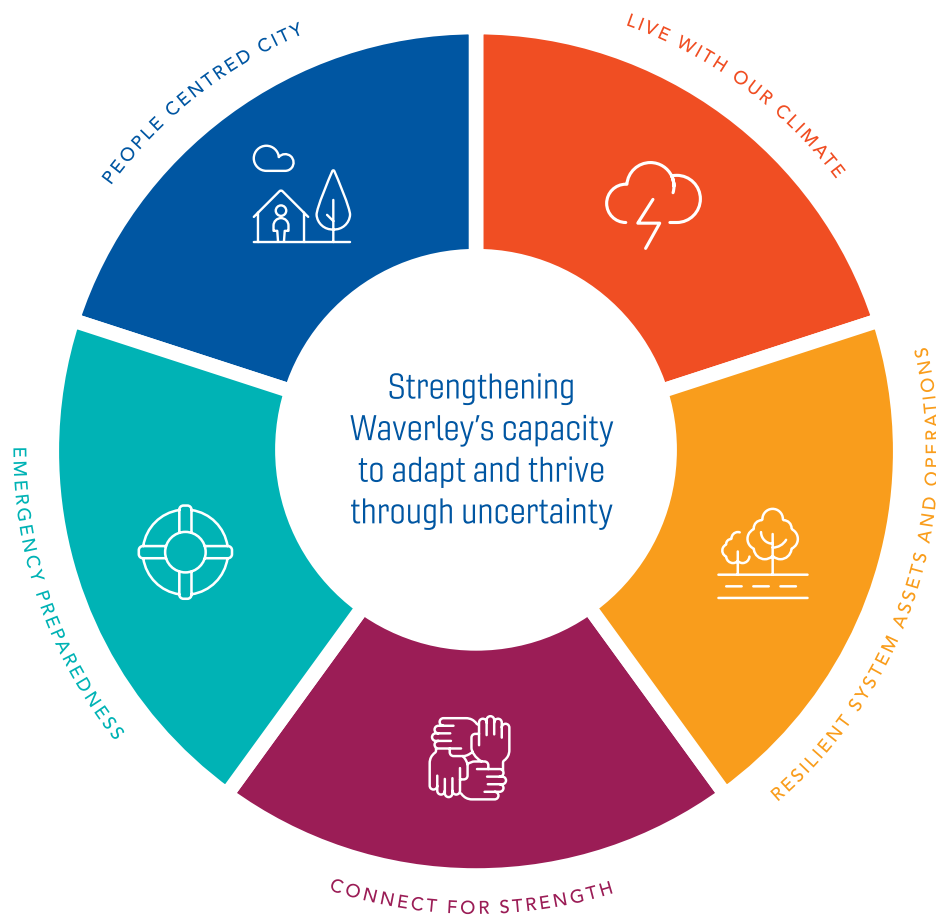 PEOPLE CENTRED CITY
LIVE WITH OUR CLIMATE
Strengthening
Waverley's capacity
to adapt and thrive
through uncertainty
RESILIENT SYSTEM ASSETS AND OPERATIONS
EMERGENCY PREPAREDNESS
CONNECT FOR STRENGTH